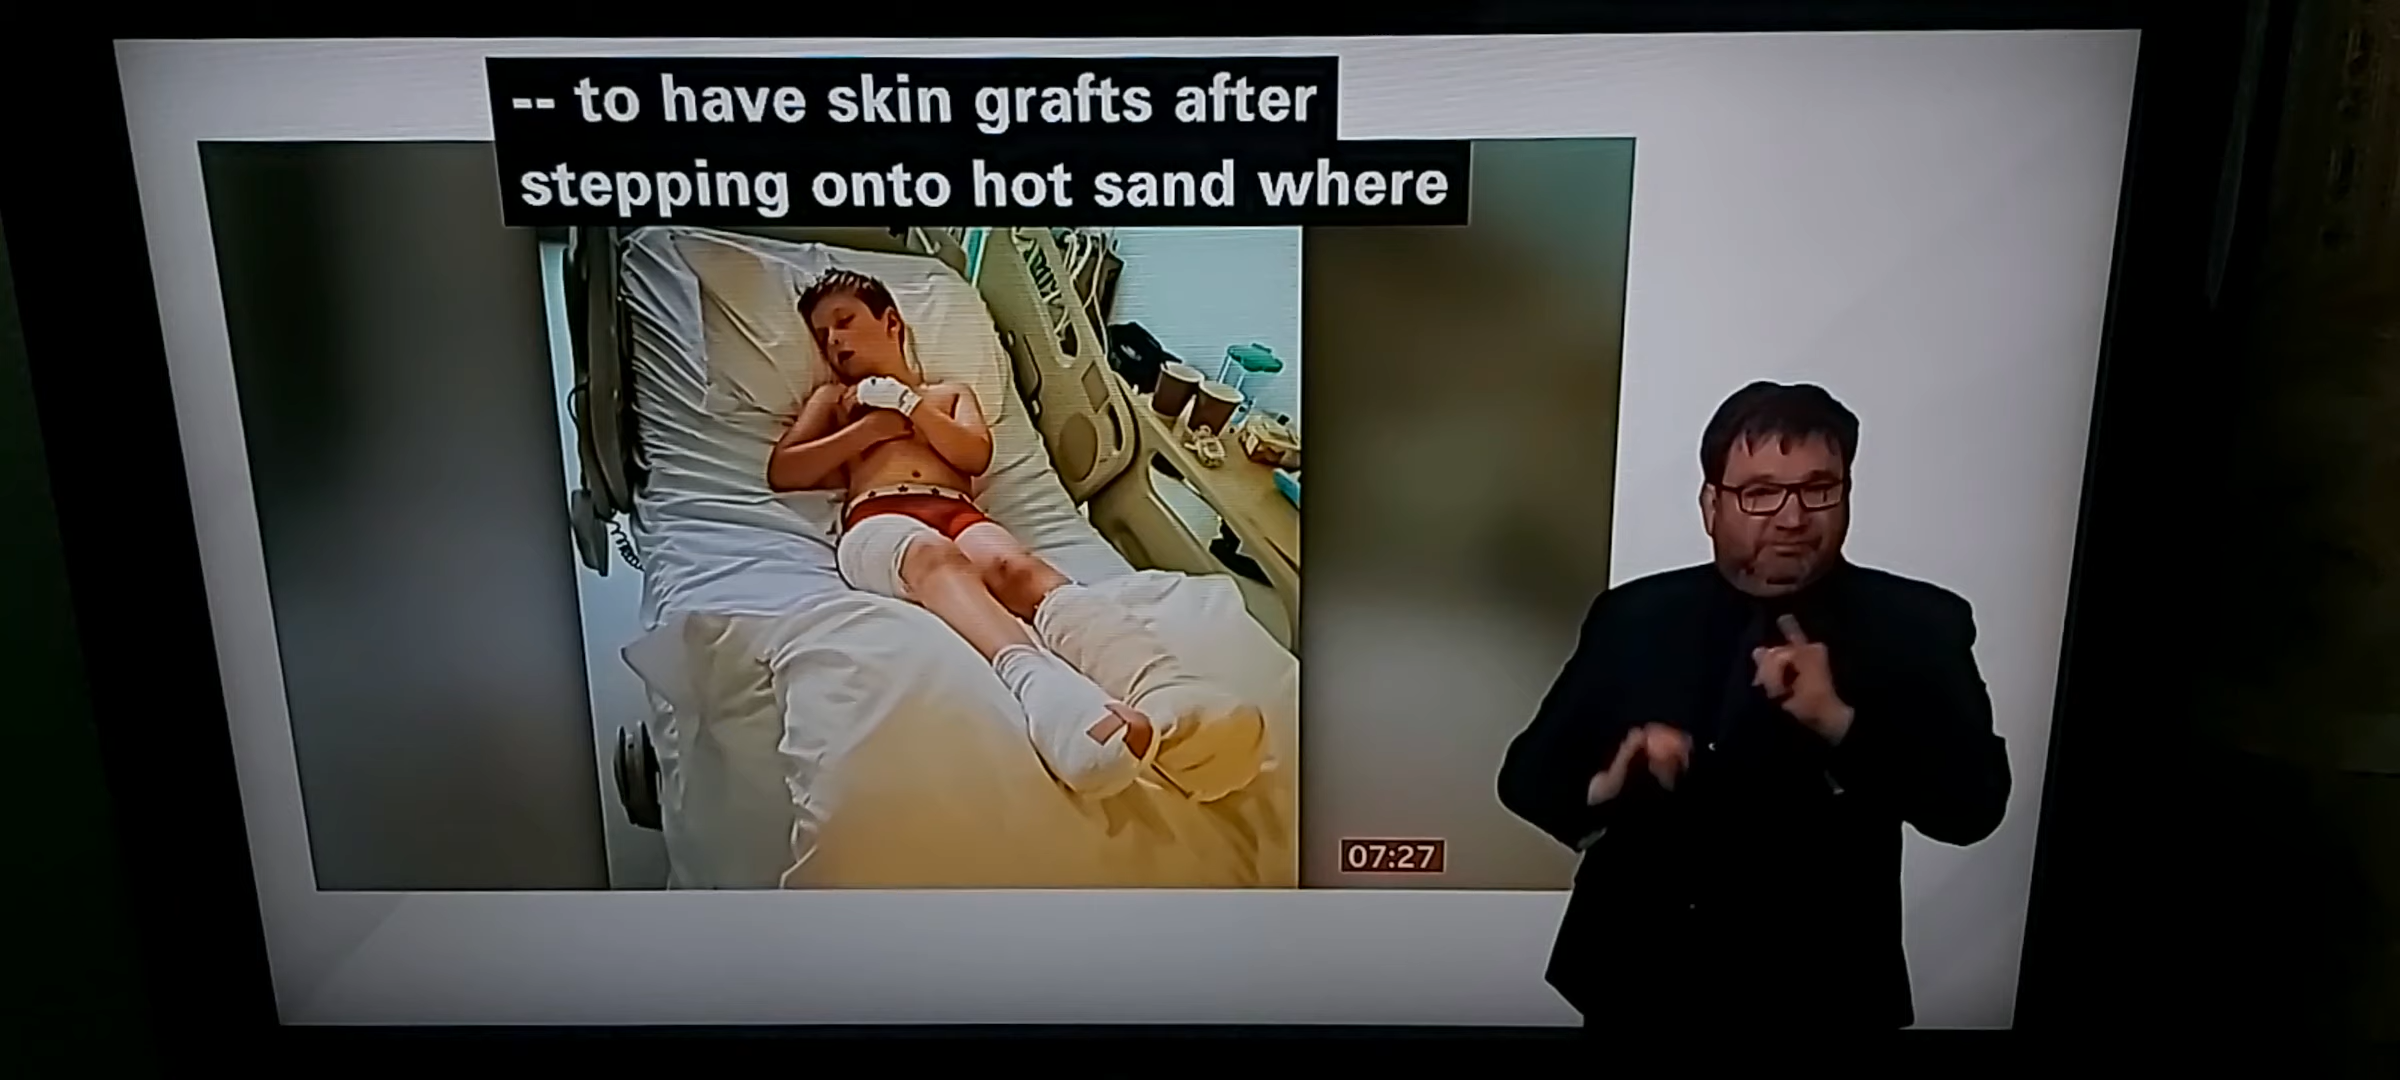 -- to have skin grafts after
stepping onto hot sand where
07:27